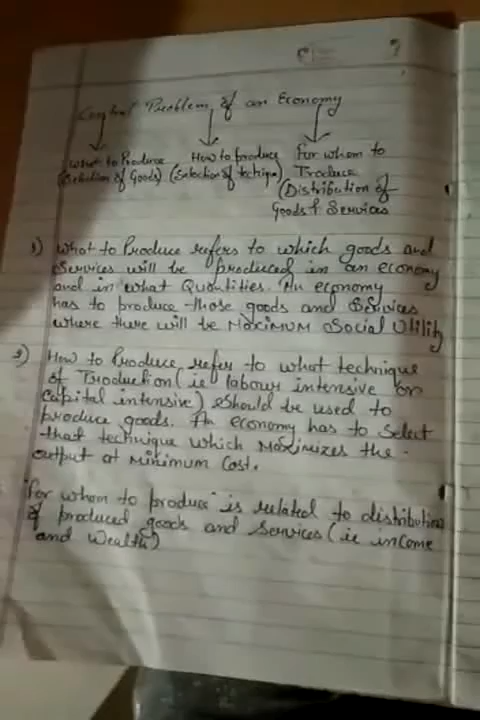 Central Problem of an Economy
What to Produce
(Selection of Goods)
How to produce
(Selection of techique)
For whom to
Produce
(Distribution of
Goods & Services
1) What to Produce refers to which goods and
Services will be produced in an economy
and in what Quantities. An economy
has to produce those goods and Services
where there will be Maximum Social Utility
2) How to Produce refer to what technique
of Production (ie labour intensive or
Capital intensive) should be used to
produce goods. An economy has to Select
that technique which Maximizes the
output at Minimum Cost.
"For whom to produce" is related to distribution
of produced goods and Services (ie income
and Wealth)